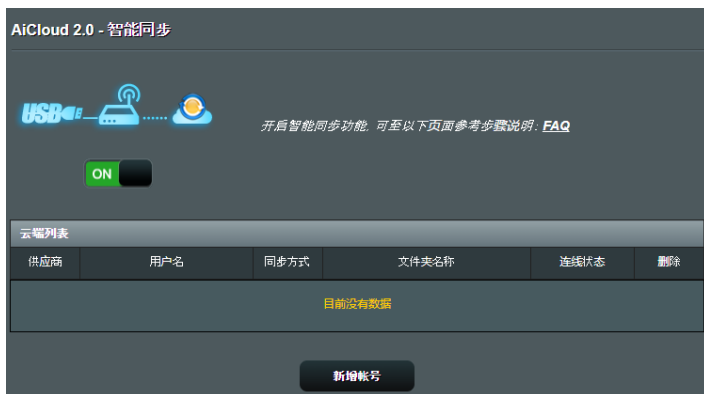 AiCloud 2.0 - 智能同步
USB
开启智能同步功能, 可至以下页面参考步骤说明: FAQ
ON
云端列表
供应商 用户名 同步方式 文件夹名称 连线状态 删除
目前没有数据
新增帐号